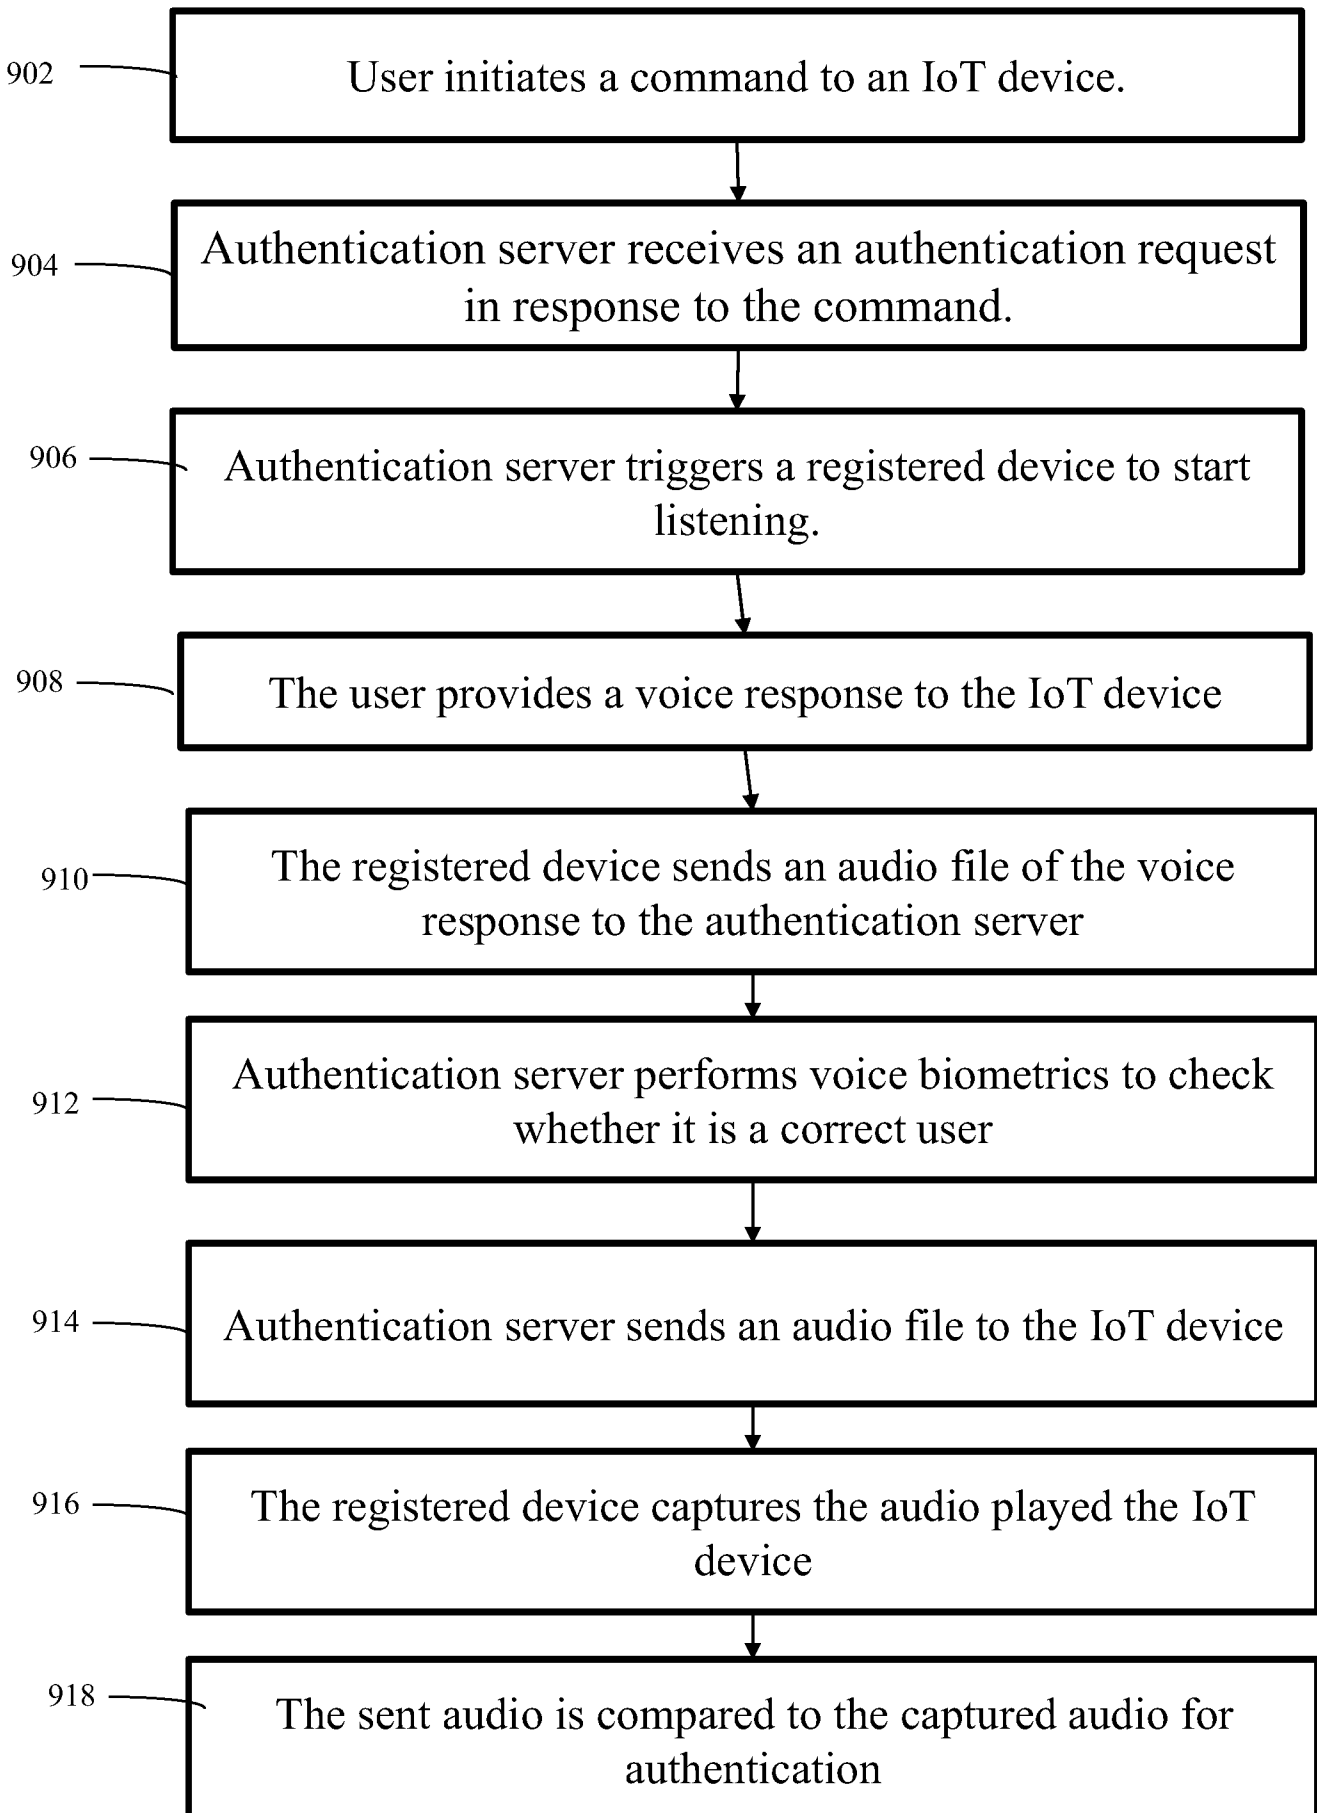 902
User initiates a command to an IoT device.
904
Authentication server receives an authentication request
in response to the command.
906
Authentication server triggers a registered device to start
listening.
908
The user provides a voice response to the IoT device
910
The registered device sends an audio file of the voice
response to the authentication server
912
Authentication server performs voice biometrics to check
whether it is a correct user
914
Authentication server sends an audio file to the IoT device
916
The registered device captures the audio played the IoT
device
918
The sent audio is compared to the captured audio for
authentication